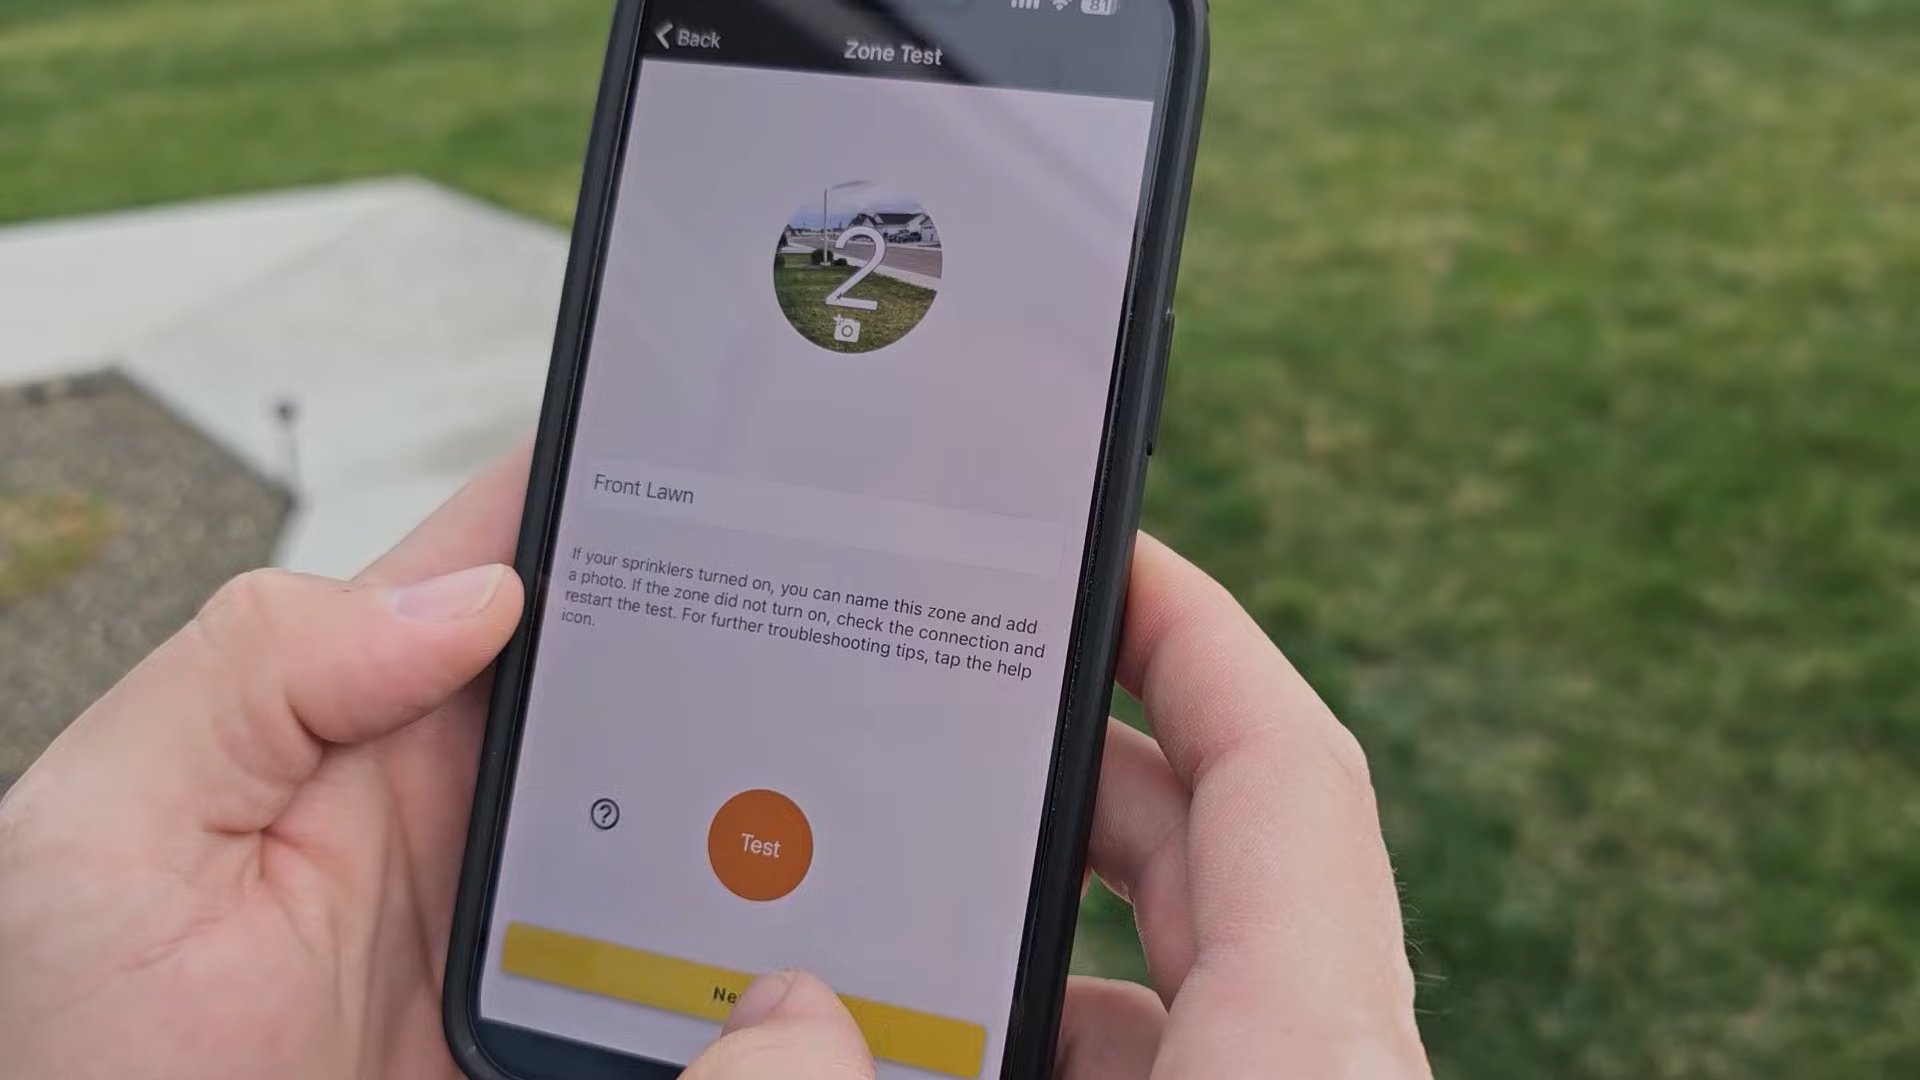 81
Back
Zone Test
2
Front Lawn
If your sprinklers turned on, you can name this zone and add
a photo. If the zone did not turn on, check the connection and
restart the test. For further troubleshooting tips, tap the help
icon.
?
Test